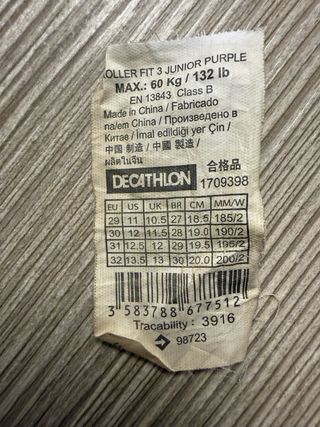 OLLER FIT 3 JUNIOR PURPLE
MAX.: 60 Kg / 132 lb
EN 13843 Class B
Made in China / Fabricado
na/em China / Произведено в
Китае / İmal edildiği yer Çin /
中国 制造 / 中國 製造 /
ผลิตในจีน
DECATHLON 合格品
1709398
EU US UK BR CM MM/W
29 11 10.5 27 18.5 185/2
30 12 11.5 28 19.0 190/2
31 12.5 12 29 19.5 195/2
32 13.5 13 30 20.0 200/2
3 583788 677512
Tracability : 3916
98723